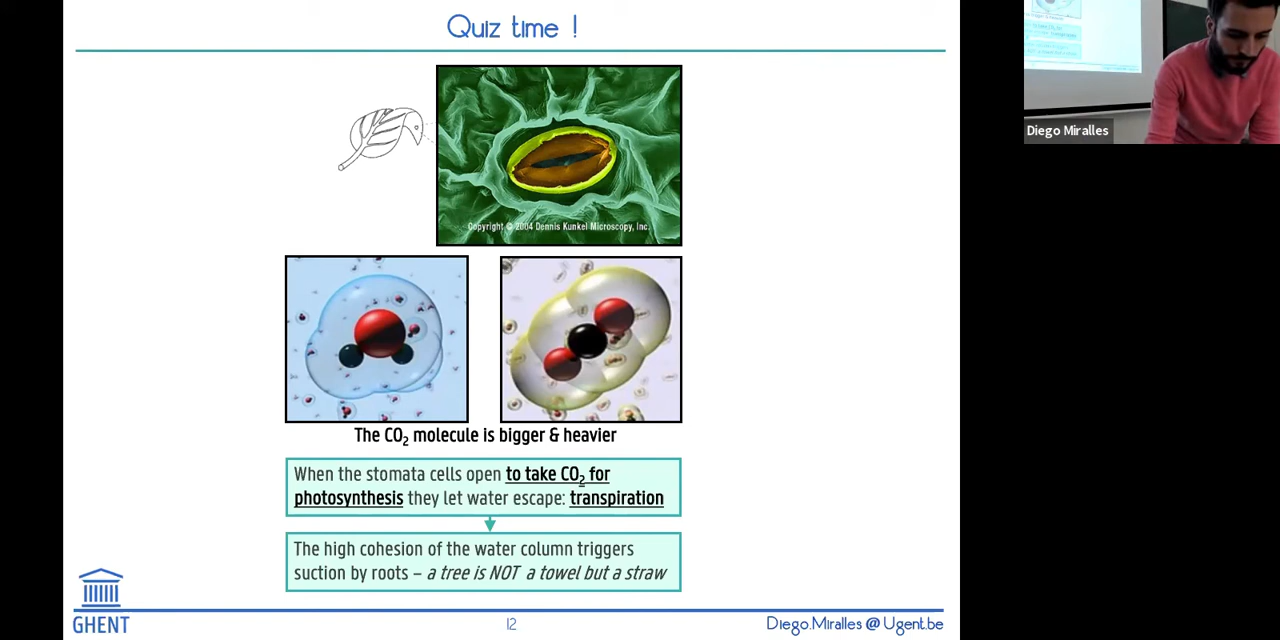 Quiz time !
Copyright © 2004 Dennis Kunkel Microscopy, Inc.
The CO₂ molecule is bigger & heavier
When the stomata cells open to take CO₂ for
photosynthesis they let water escape: transpiration
The high cohesion of the water column triggers
suction by roots – a tree is NOT a towel but a straw
GHENT
12
Diego.Miralles @ Ugent.be
Diego Miralles